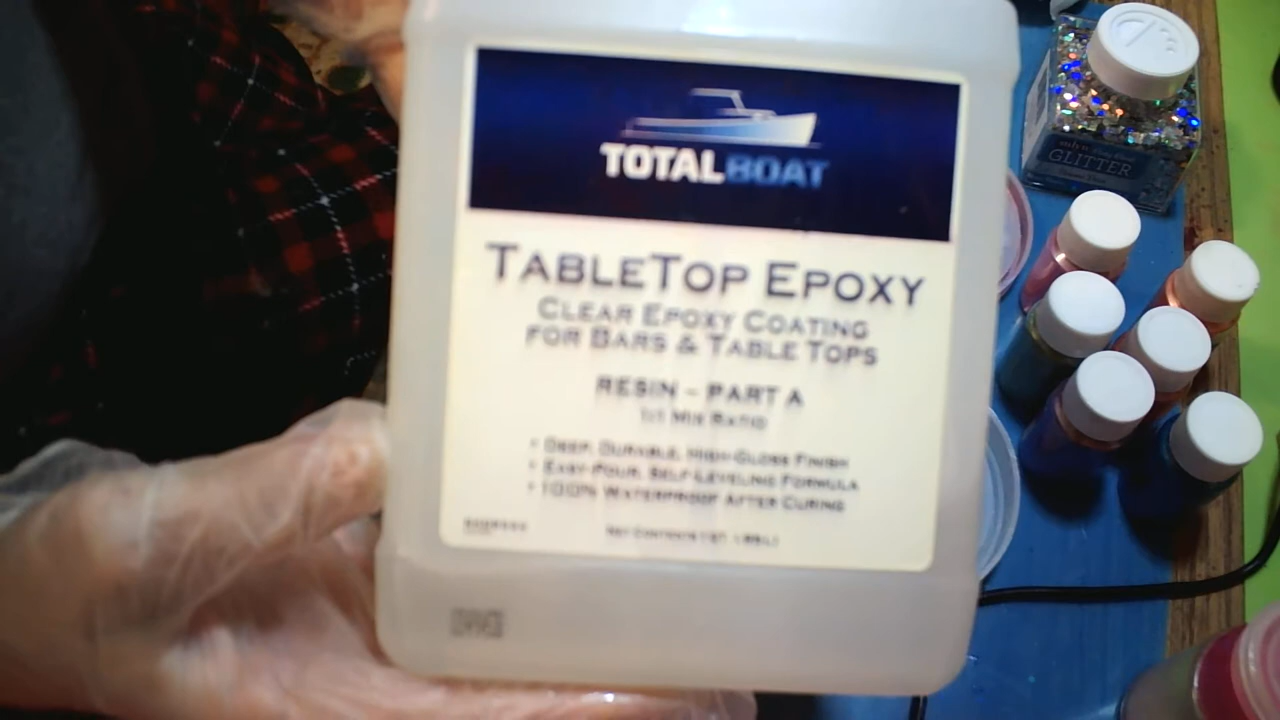 TOTALBOAT
TABLETOP EPOXY
CLEAR EPOXY COATING
FOR BARS & TABLE TOPS
RESIN - PART A
1:1 MIX RATIO
• DEEP, DURABLE, HIGH-GLOSS FINISH
• EASY-POUR, SELF-LEVELING FORMULA
• 100% WATERPROOF AFTER CURING
GLITTER